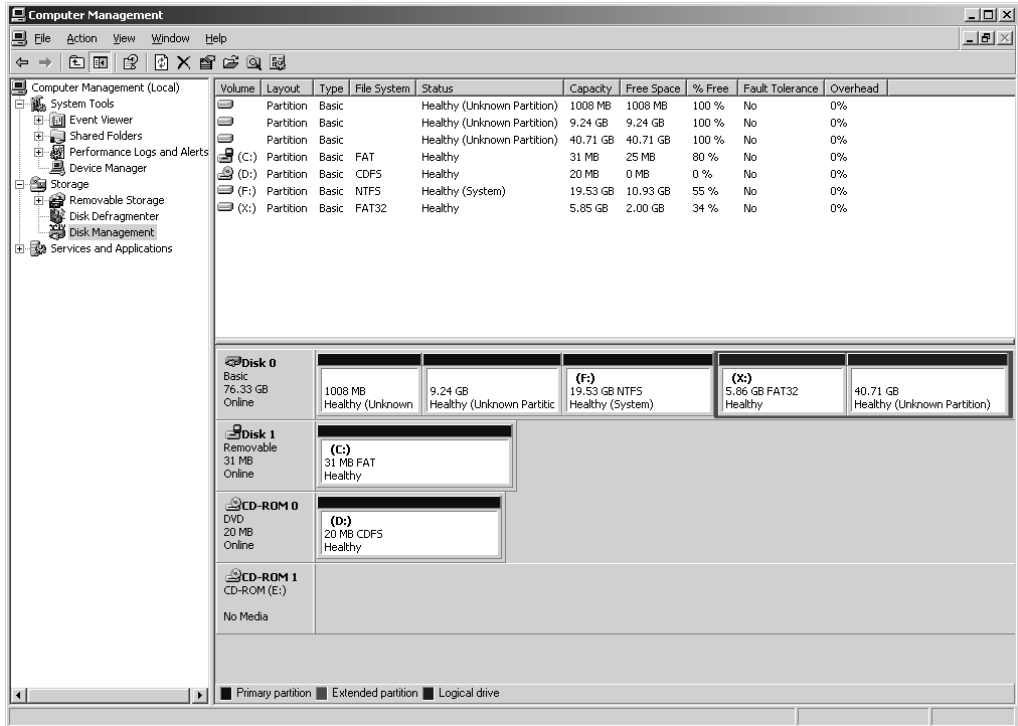 Computer Management
File Action View Window Help
Computer Management (Local)
System Tools
Event Viewer
Shared Folders
Performance Logs and Alerts
Device Manager
Storage
Removable Storage
Disk Defragmenter
Disk Management
Services and Applications
Volume Layout Type File System Status Capacity Free Space % Free Fault Tolerance Overhead
Partition Basic Healthy (Unknown Partition) 1008 MB 1008 MB 100 % No 0%
Partition Basic Healthy (Unknown Partition) 9.24 GB 9.24 GB 100 % No 0%
Partition Basic Healthy (Unknown Partition) 40.71 GB 40.71 GB 100 % No 0%
(C:) Partition Basic FAT Healthy 31 MB 25 MB 80 % No 0%
(D:) Partition Basic CDFS Healthy 20 MB 0 MB 0 % No 0%
(F:) Partition Basic NTFS Healthy (System) 19.53 GB 10.93 GB 55 % No 0%
(X:) Partition Basic FAT32 Healthy 5.85 GB 2.00 GB 34 % No 0%
Disk 0
Basic
76.33 GB
Online
1008 MB
Healthy (Unknown
9.24 GB
Healthy (Unknown Partitic
(F:)
19.53 GB NTFS
Healthy (System)
(X:)
5.86 GB FAT32
Healthy
40.71 GB
Healthy (Unknown Partition)
Disk 1
Removable
31 MB
Online
(C:)
31 MB FAT
Healthy
CD-ROM 0
DVD
20 MB
Online
(D:)
20 MB CDFS
Healthy
CD-ROM 1
CD-ROM (E:)
No Media
Primary partition Extended partition Logical drive